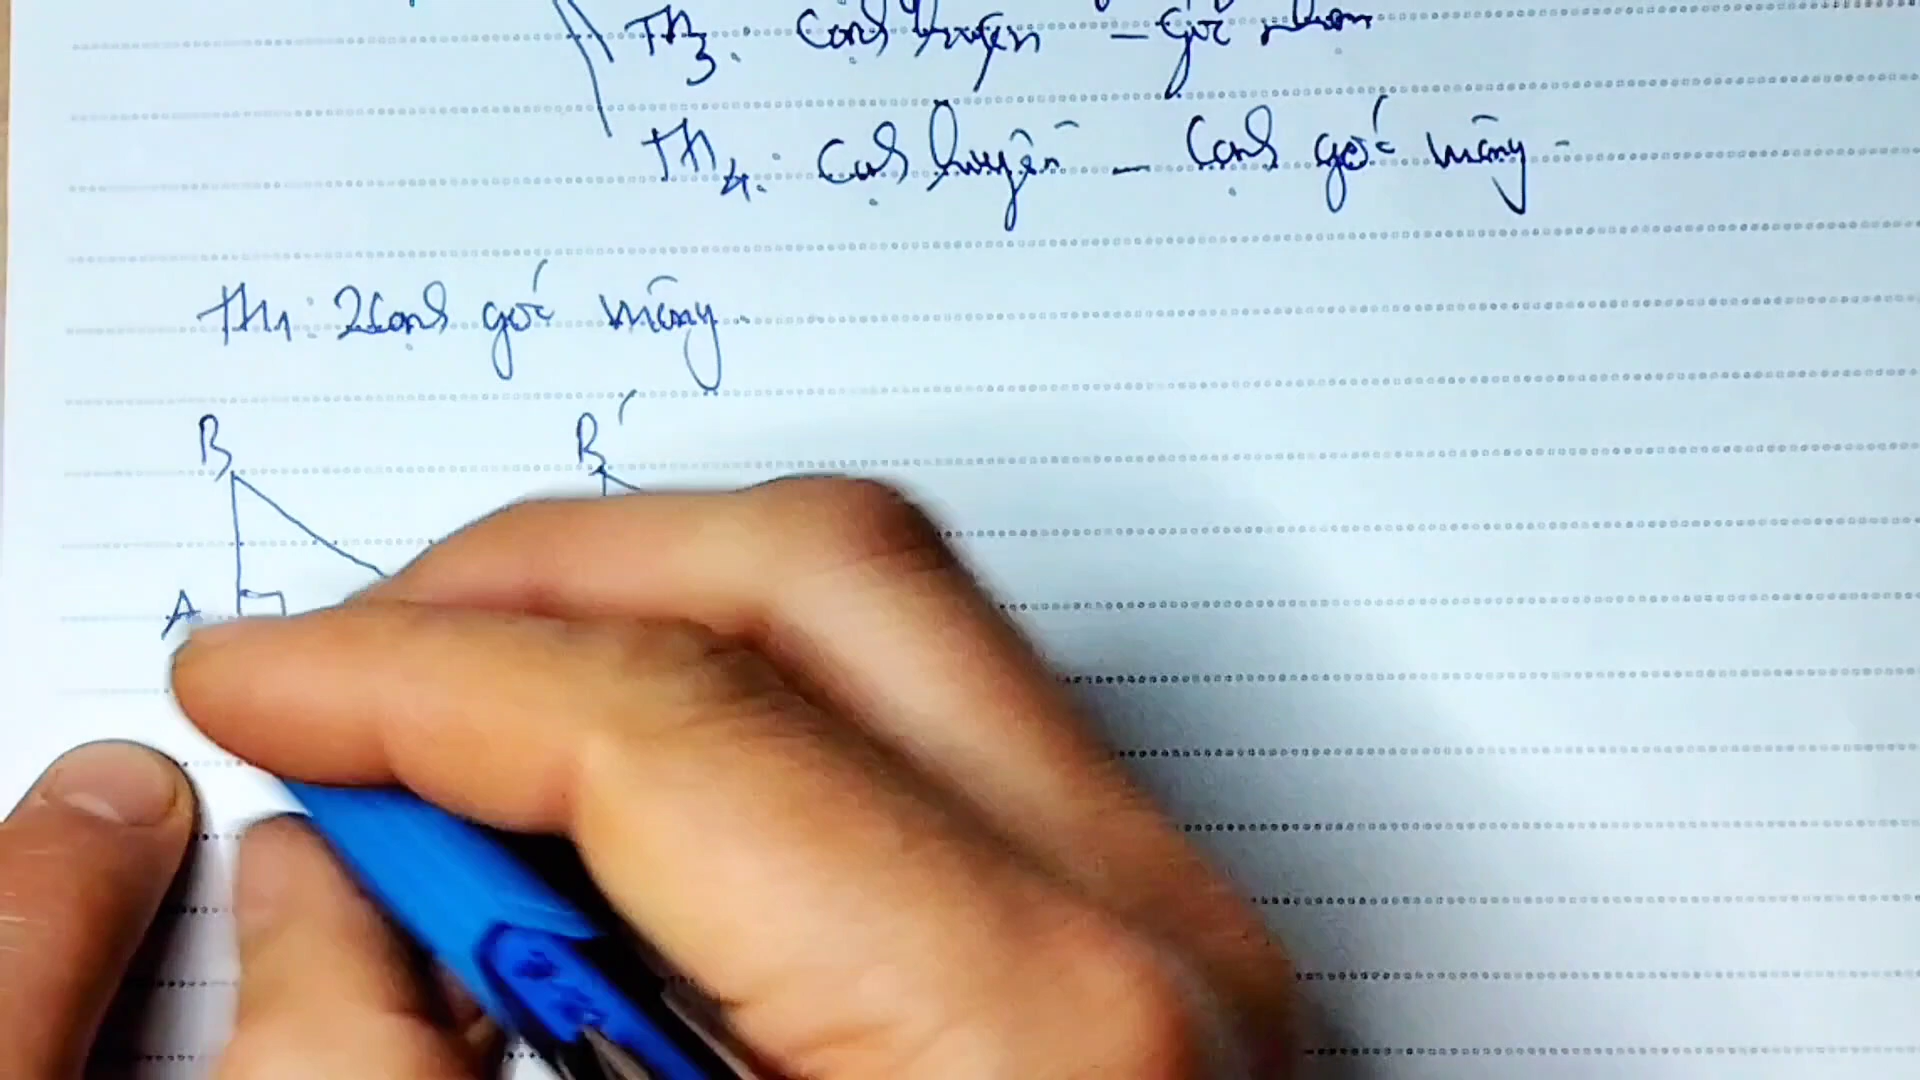 TH3: Cạnh huyền – góc nhọn
TH4: Cạnh huyền – Cạnh góc vuông.
TH1: 2 Cạnh góc vuông.
B B'
A